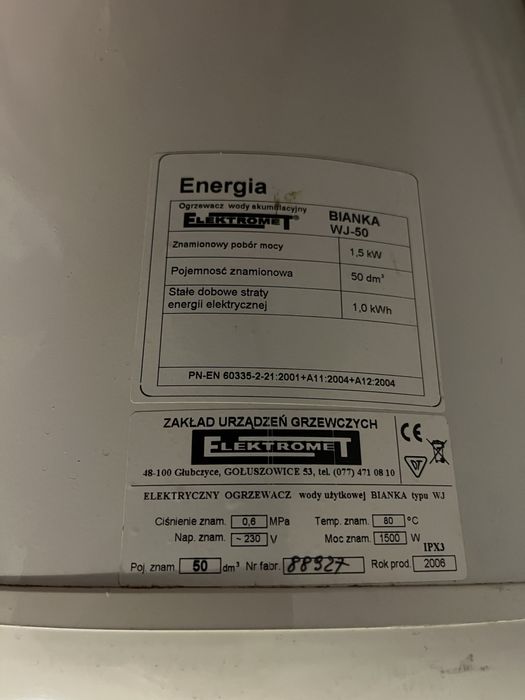 Energia
Ogrzewacz wody akumulacyjny
ELEKTROMET®
BIANKA
WJ-50
Znamionowy pobór mocy 1,5 kW
Pojemność znamionowa 50 dm³
Stałe dobowe straty
energii elektrycznej 1,0 kWh
PN-EN 60335-2-21:2001+A11:2004+A12:2004
ZAKŁAD URZĄDZEŃ GRZEWCZYCH
ELEKTROMET
48-100 Głubczyce, GOŁUSZOWICE 53, tel. (077) 471 08 10
CE
ELEKTRYCZNY OGRZEWACZ wody użytkowej BIANKA typu WJ
Ciśnienie znam. 0,6 MPa Temp. znam. 80 °C
Nap. znam. ~ 230 V Moc znam. 1500 W
IPX3
Poj. znam. 50 dm³ Nr fabr. 88927 Rok prod. 2006